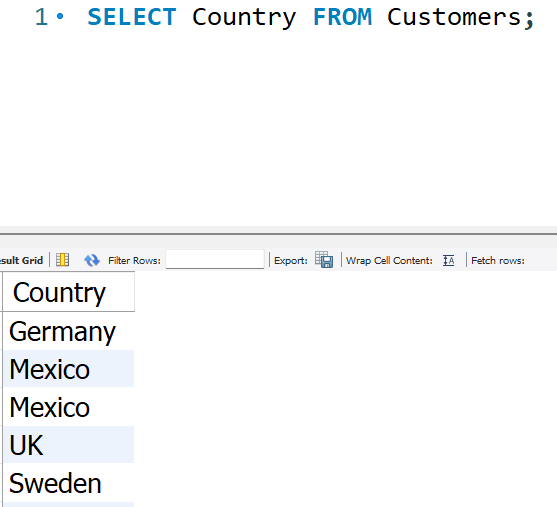 1 SELECT Country FROM Customers;
sult Grid Filter Rows: Export: Wrap Cell Content: Fetch rows:
Country
Germany
Mexico
Mexico
UK
Sweden